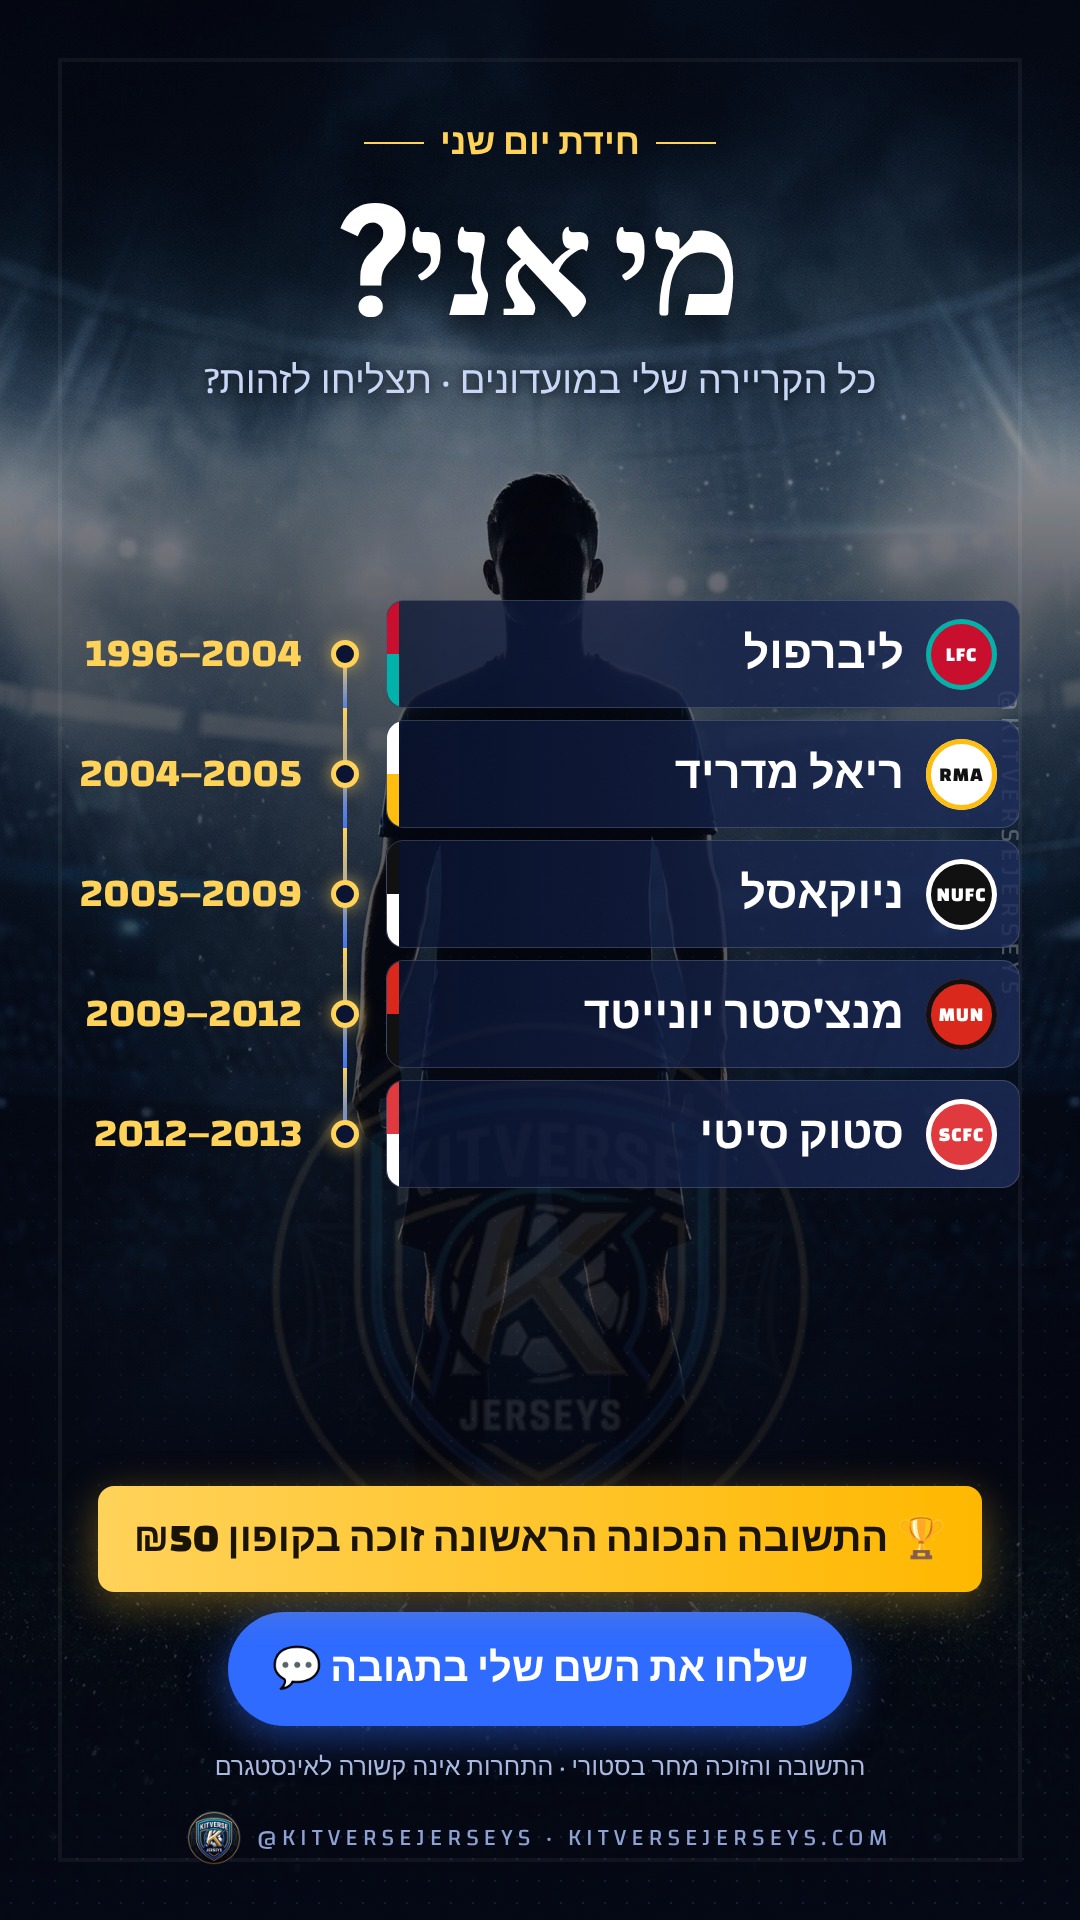 חידת יום שני
מי אני?
כל הקריירה שלי במועדונים · תצליחו לזהות?
LFC ליברפול 1996–2004
RMA ריאל מדריד 2004–2005
NUFC ניוקאסל 2005–2009
MUN מנצ'סטר יונייטד 2009–2012
SCFC סטוק סיטי 2012–2013
@KITVERSEJERSEYS
KITVERSE
K
JERSEYS
🏆 התשובה הנכונה הראשונה זוכה בקופון 50₪
שלחו את השם שלי בתגובה 💬
התשובה והזוכה מחר בסטורי · התחרות אינה קשורה לאינסטגרם
KITVERSE
K
JERSEYS
@KITVERSEJERSEYS · KITVERSEJERSEYS.COM